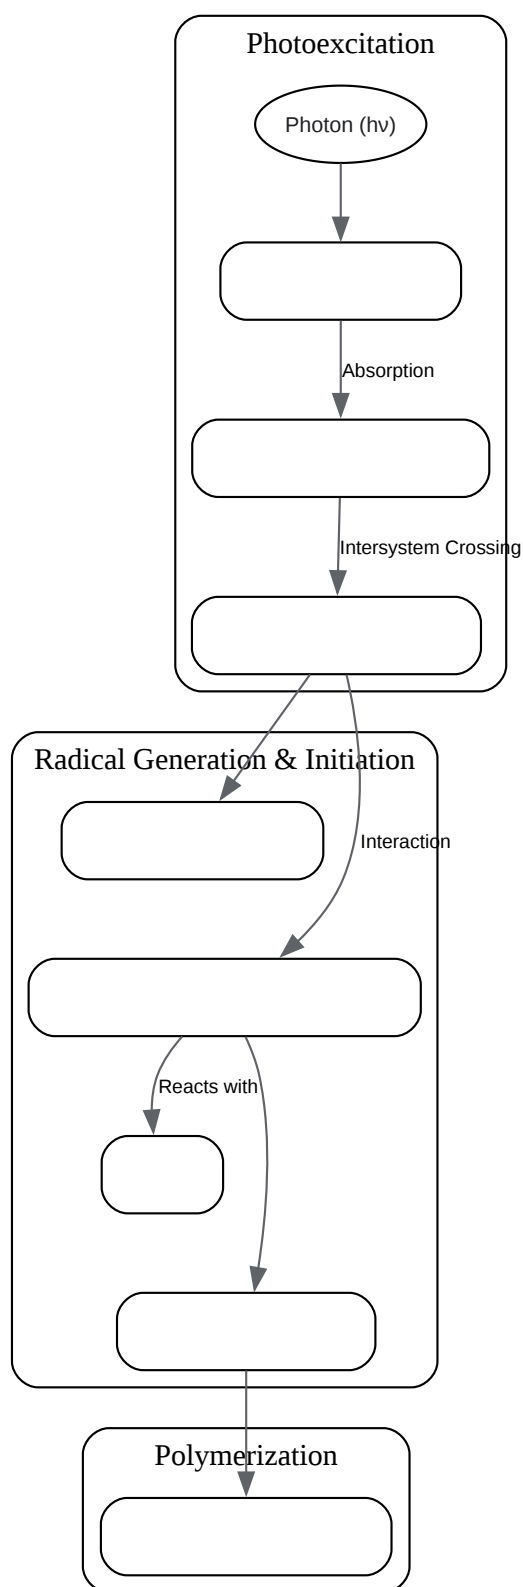 Photoexcitation
Photon (hν)
Absorption
Intersystem Crossing
Radical Generation & Initiation
Interaction
Reacts with
Polymerization